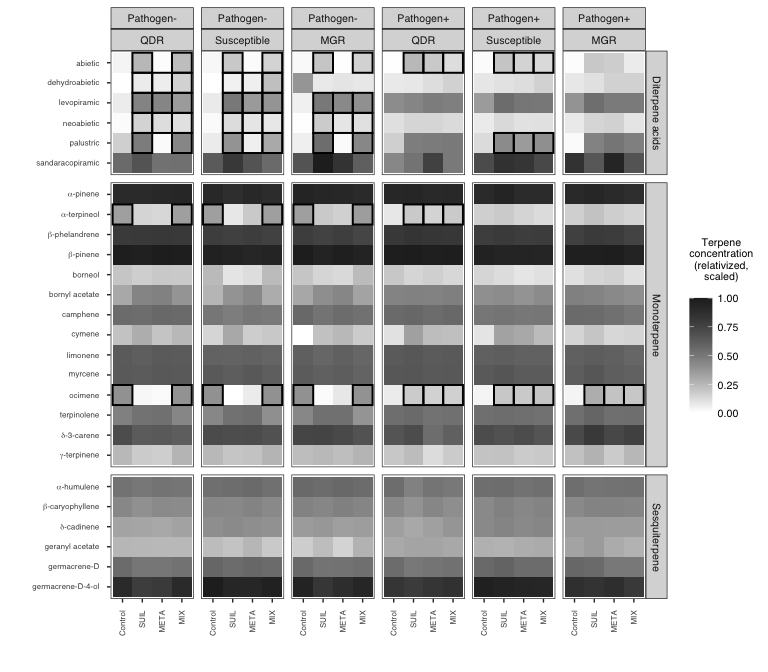 Pathogen- Pathogen- Pathogen- Pathogen+ Pathogen+ Pathogen+
QDR Susceptible MGR QDR Susceptible MGR
abietic
dehydroabietic
levopiramic
neoabietic
palustric
sandaracopiramic
Diterpene acids
α-pinene
α-terpineol
β-phelandrene
β-pinene
borneol
bornyl acetate
camphene
cymene
limonene
myrcene
ocimene
terpinolene
δ-3-carene
γ-terpinene
Monoterpene
α-humulene
β-caryophyllene
δ-cadinene
geranyl acetate
germacrene-D
germacrene-D-4-ol
Sesquiterpene
Control SUIL META MIX Control SUIL META MIX Control SUIL META MIX Control SUIL META MIX Control SUIL META MIX Control SUIL META MIX
Terpene
concentration
(relativized,
scaled)
1.00
0.75
0.50
0.25
0.00